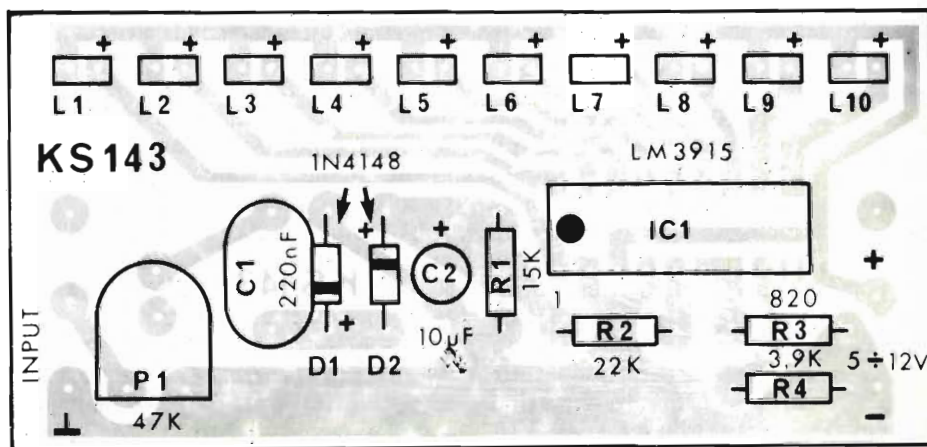 + + + + + + + + + +
L1 L2 L3 L4 L5 L6 L7 L8 L9 L10
KS143
1N4148
LM3915
INPUT
C1
220nF
+
+
C2
R1
15K
IC1
+
1
820
+
10µF
R2
R3
P1
D1 D2
22K
3,9K
5÷12V
R4
47K
⊥
-